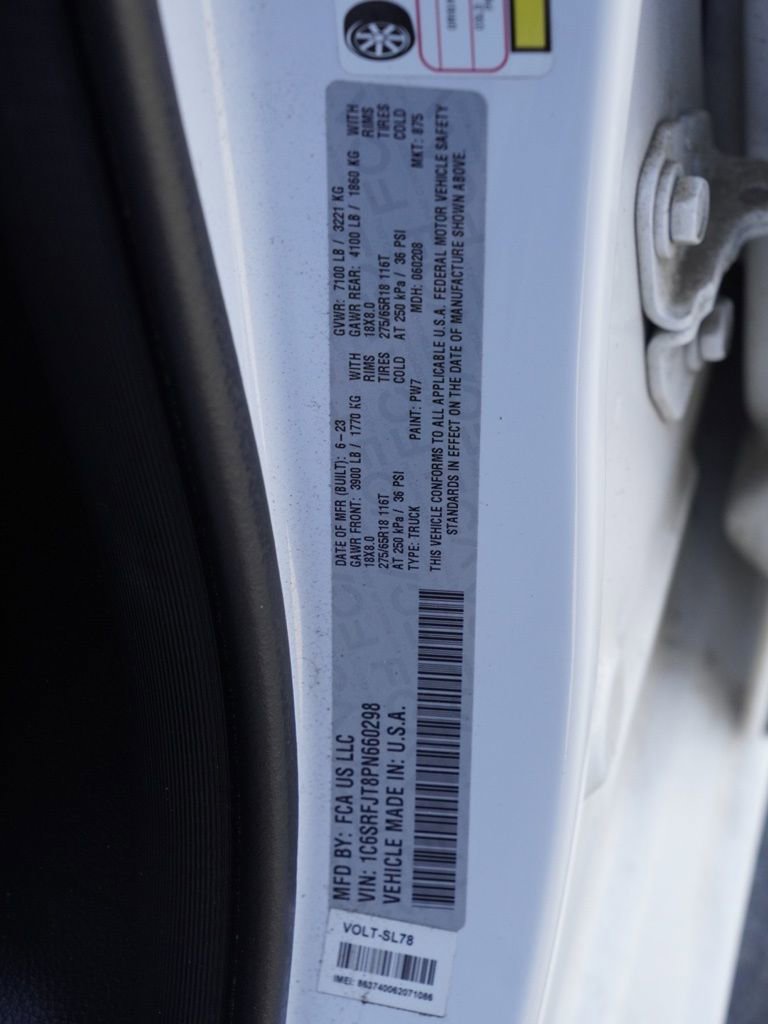 MFD BY: FCA US LLC
DATE OF MFR (BUILT): 6-23
GVWR: 7100 LB / 3221 KG
GAWR FRONT: 3900 LB / 1770 KG WITH
GAWR REAR: 4100 LB / 1860 KG WITH
18X8.0 RIMS
18X8.0 RIMS
275/65R18 116T TIRES
275/65R18 116T TIRES
AT 250 kPa / 36 PSI COLD
AT 250 kPa / 36 PSI COLD
VIN: 1C6SRFJT8PN660298
VEHICLE MADE IN: U.S.A.
TYPE: TRUCK
PAINT: PW7
MDH: 060208
MKT: 875
THIS VEHICLE CONFORMS TO ALL APPLICABLE U.S.A. FEDERAL MOTOR VEHICLE SAFETY
STANDARDS IN EFFECT ON THE DATE OF MANUFACTURE SHOWN ABOVE.
VOLT-SL78
IMEI: 863740062071086